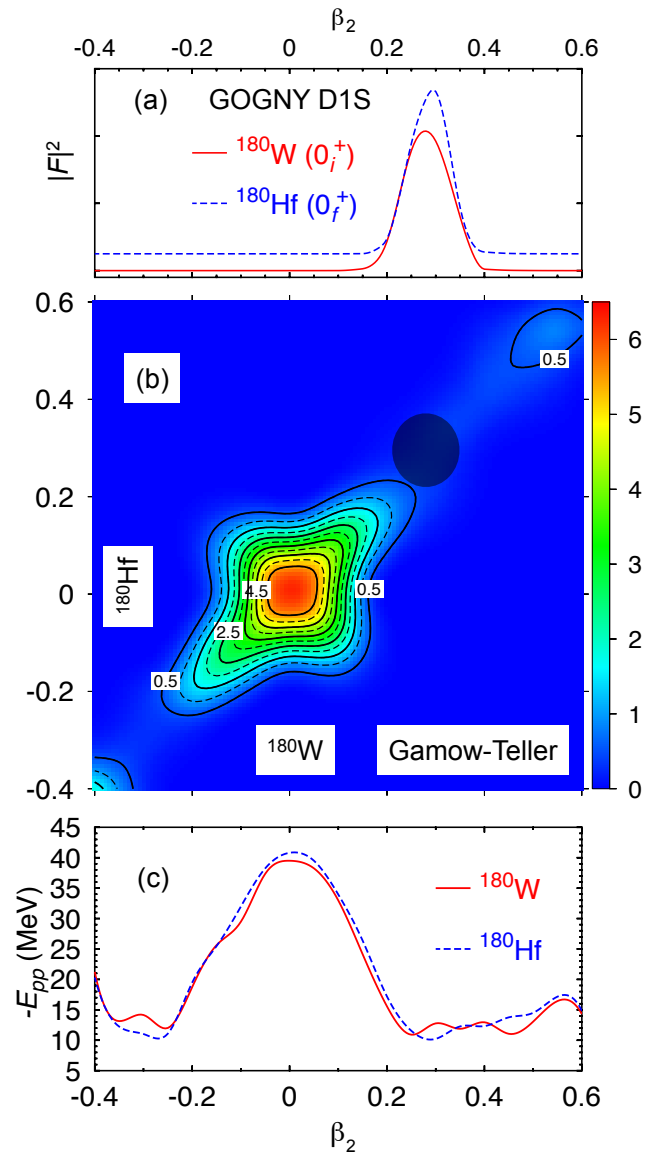 β2
-0.4 -0.2 0 0.2 0.4 0.6
(a) GOGNY D1S
180W (0i+)
180Hf (0f+)
|F|2
0.6
(b)
0.5
6
0.4
5
0.2
4
180Hf
0
4.5
0.5
3
2.5
2
-0.2
0.5
1
180W
Gamow-Teller
-0.4
0
45
40
35
30
25
20
15
10
5
(c)
180W
180Hf
-Epp (MeV)
-0.4 -0.2 0 0.2 0.4 0.6
β2